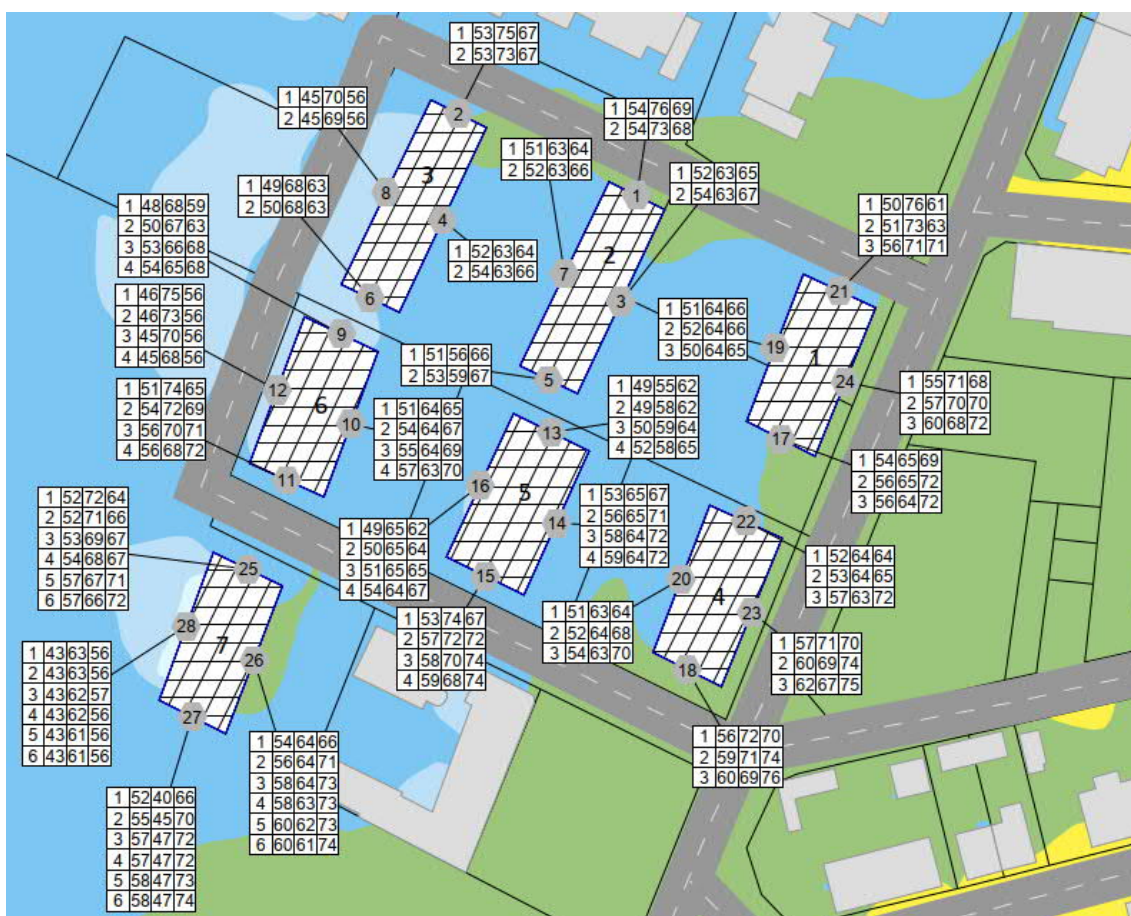 1 53 75 67
2 53 73 67
1 45 70 56
2 45 69 56
1 54 76 69
2 54 73 68
2
1 51 63 64
2 52 63 66
1 52 63 65
2 54 63 67
3
8
1 49 68 63
2 50 68 63
1
1 50 76 61
2 51 73 63
3 56 71 71
1 48 68 59
2 50 67 63
3 53 66 68
4 54 65 68
4
1 52 63 64
2 54 63 66
2
7
3
6
21
1 46 75 56
2 46 73 56
3 45 70 56
4 45 68 56
1 51 64 66
2 52 64 66
3 50 64 65
9
19
1
1 51 56 66
2 53 59 67
5
24
1 55 71 68
2 57 70 70
3 60 68 72
12
6
1 49 55 62
2 49 58 62
3 50 59 64
4 52 58 65
1 51 74 65
2 54 72 69
3 56 70 71
4 56 68 72
10
1 51 64 65
2 54 64 67
3 55 64 69
4 57 63 70
13
17
1 54 65 69
2 56 65 72
3 56 64 72
11
16
5
1 53 65 67
2 56 65 71
3 58 64 72
4 59 64 72
1 52 72 64
2 52 71 66
3 53 69 67
4 54 68 67
5 57 67 71
6 57 66 72
1 49 65 62
2 50 65 64
3 51 65 65
4 54 64 67
14
22
1 52 64 64
2 53 64 65
3 57 63 72
25
15
20
4
1 53 74 67
2 57 72 72
3 58 70 74
4 59 68 74
1 51 63 64
2 52 64 68
3 54 63 70
23
28
7
1 57 71 70
2 60 69 74
3 62 67 75
1 43 63 56
2 43 63 56
3 43 62 57
4 43 62 56
5 43 61 56
6 43 61 56
26
18
27
1 54 64 66
2 56 64 71
3 58 64 73
4 58 63 73
5 60 62 73
6 60 61 74
1 56 72 70
2 59 71 74
3 60 69 76
1 52 40 66
2 55 45 70
3 57 47 72
4 57 47 72
5 58 47 73
6 58 47 74